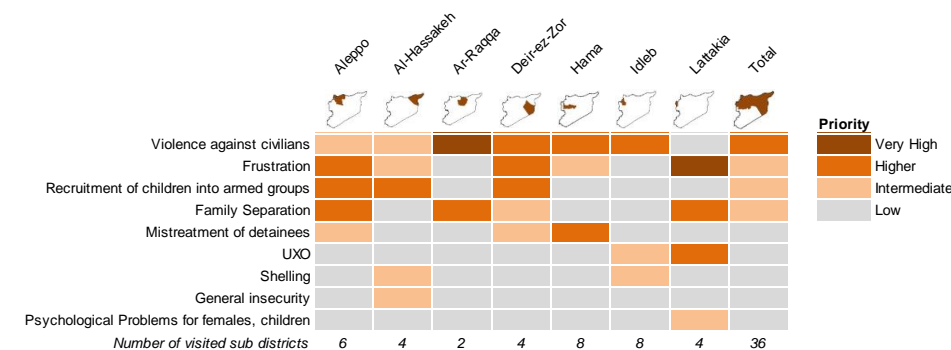 Aleppo Al-Hassakeh Ar-Raqqa Deir-ez-Zor Hama Idleb Lattakia Total
Priority
Violence against civilians Very High
Frustration Higher
Recruitment of children into armed groups Intermediate
Family Separation Low
Mistreatment of detainees
UXO
Shelling
General insecurity
Psychological Problems for females, children
Number of visited sub districts 6 4 2 4 8 8 4 36